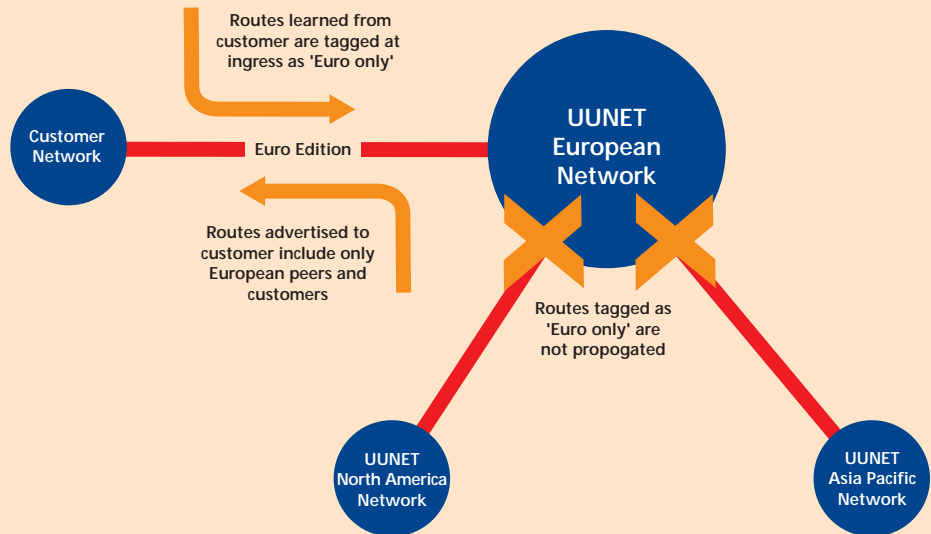 Routes learned from
customer are tagged at
ingress as 'Euro only'
UUNET
European
Network
Customer
Network
Euro Edition
Routes advertised to
customer include only
European peers and
customers
Routes tagged as
'Euro only' are
not propogated
UUNET
North America
Network
UUNET
Asia Pacific
Network